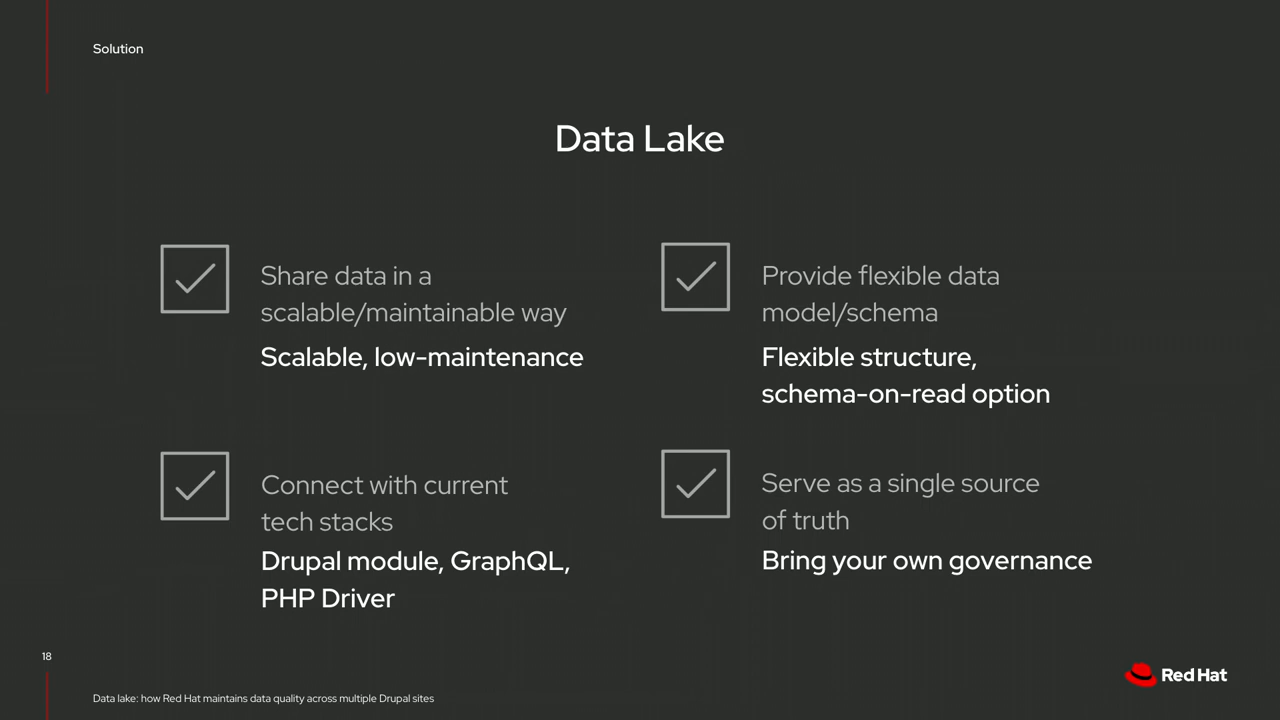 Solution
Data Lake
Share data in a
scalable/maintainable way
Scalable, low-maintenance
Provide flexible data
model/schema
Flexible structure,
schema-on-read option
Connect with current
tech stacks
Drupal module, GraphQL,
PHP Driver
Serve as a single source
of truth
Bring your own governance
18
Data lake: how Red Hat maintains data quality across multiple Drupal sites
Red Hat